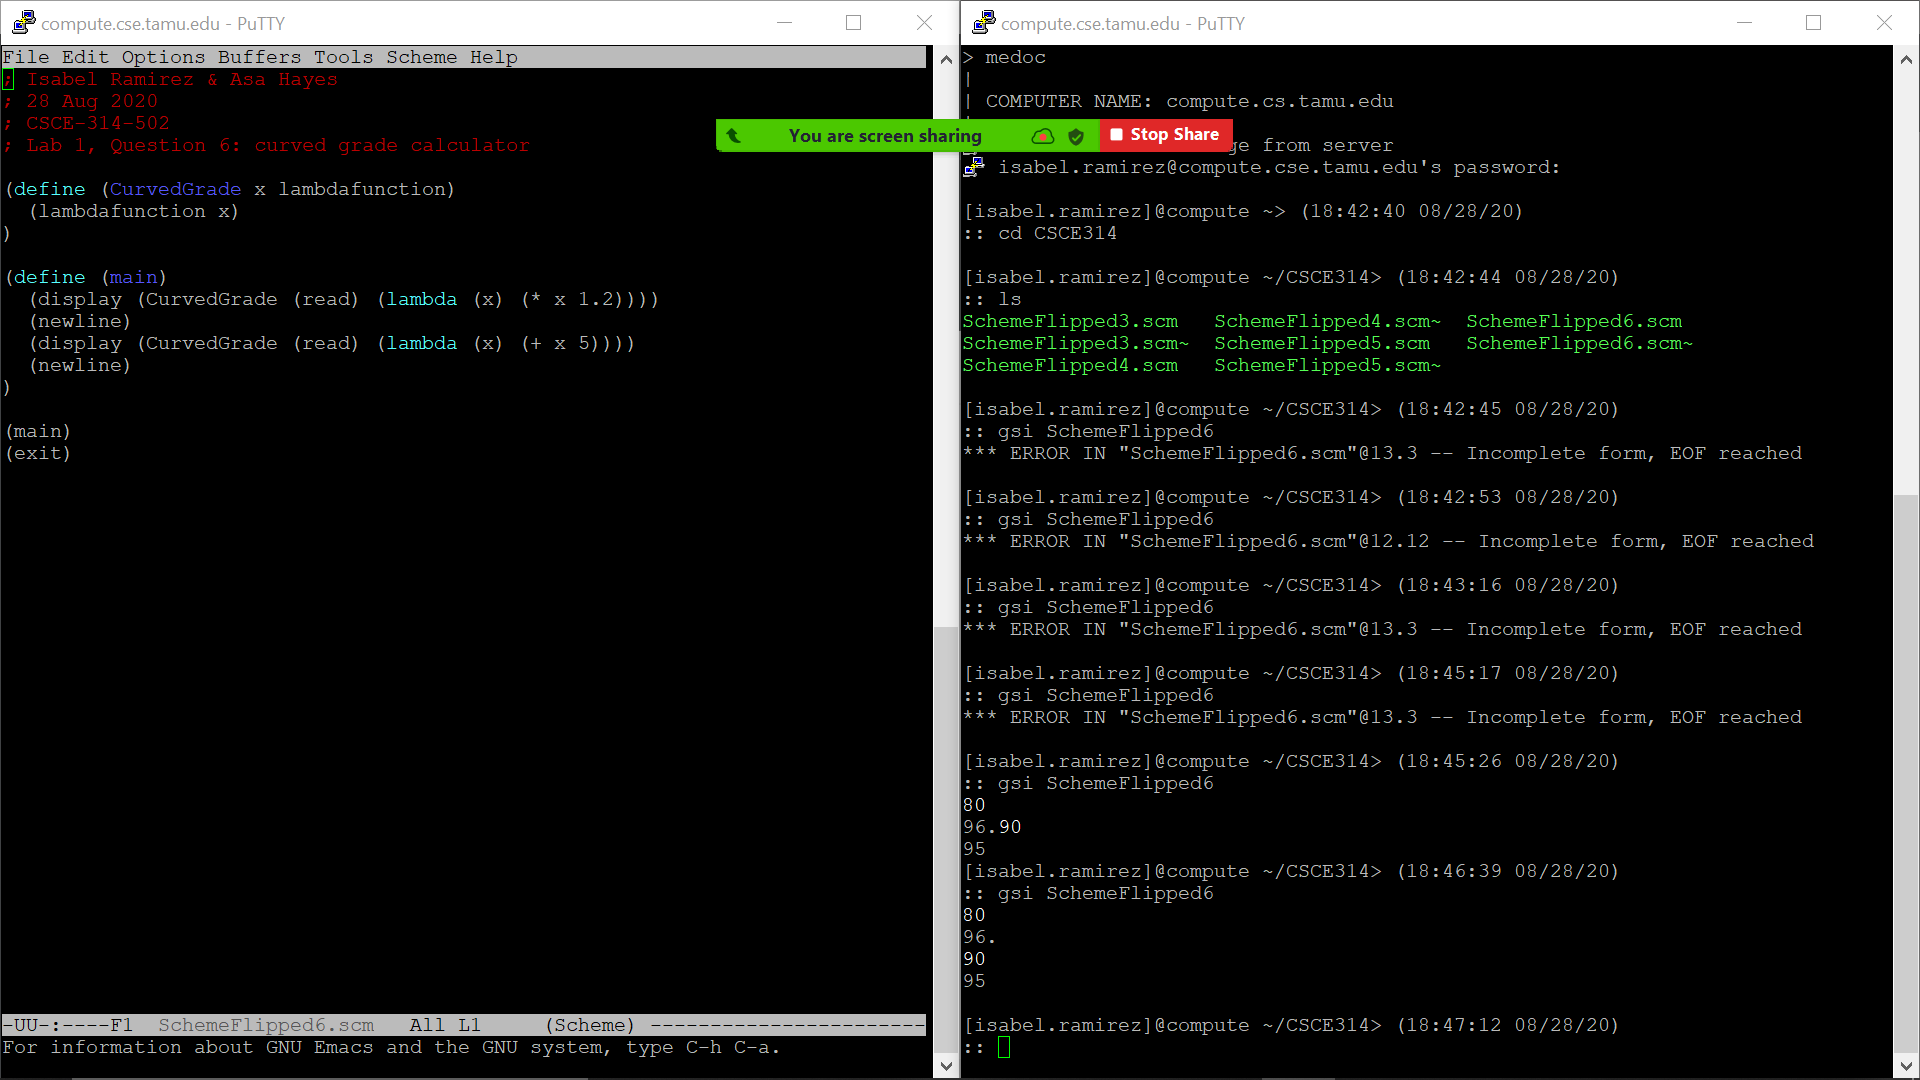 compute.cse.tamu.edu - PuTTY
File Edit Options Buffers Tools Scheme Help
; Isabel Ramirez & Asa Hayes
; 28 Aug 2020
; CSCE-314-502
; Lab 1, Question 6: curved grade calculator
(define (CurvedGrade x lambdafunction)
  (lambdafunction x)
)
(define (main)
  (display (CurvedGrade (read) (lambda (x) (* x 1.2))))
  (newline)
  (display (CurvedGrade (read) (lambda (x) (+ x 5))))
  (newline)
)
(main)
(exit)
-UU-:----F1  SchemeFlipped6.scm   All L1     (Scheme) -----------------------
For information about GNU Emacs and the GNU system, type C-h C-a.
You are screen sharing
Stop Share
compute.cse.tamu.edu - PuTTY
> medoc
|
| COMPUTER NAME: compute.cs.tamu.edu
ge from server
isabel.ramirez@compute.cse.tamu.edu's password:
[isabel.ramirez]@compute ~> (18:42:40 08/28/20)
:: cd CSCE314
[isabel.ramirez]@compute ~/CSCE314> (18:42:44 08/28/20)
:: ls
SchemeFlipped3.scm   SchemeFlipped4.scm~  SchemeFlipped6.scm
SchemeFlipped3.scm~  SchemeFlipped5.scm   SchemeFlipped6.scm~
SchemeFlipped4.scm   SchemeFlipped5.scm~
[isabel.ramirez]@compute ~/CSCE314> (18:42:45 08/28/20)
:: gsi SchemeFlipped6
*** ERROR IN "SchemeFlipped6.scm"@13.3 -- Incomplete form, EOF reached
[isabel.ramirez]@compute ~/CSCE314> (18:42:53 08/28/20)
:: gsi SchemeFlipped6
*** ERROR IN "SchemeFlipped6.scm"@12.12 -- Incomplete form, EOF reached
[isabel.ramirez]@compute ~/CSCE314> (18:43:16 08/28/20)
:: gsi SchemeFlipped6
*** ERROR IN "SchemeFlipped6.scm"@13.3 -- Incomplete form, EOF reached
[isabel.ramirez]@compute ~/CSCE314> (18:45:17 08/28/20)
:: gsi SchemeFlipped6
*** ERROR IN "SchemeFlipped6.scm"@13.3 -- Incomplete form, EOF reached
[isabel.ramirez]@compute ~/CSCE314> (18:45:26 08/28/20)
:: gsi SchemeFlipped6
80
96.90
95
[isabel.ramirez]@compute ~/CSCE314> (18:46:39 08/28/20)
:: gsi SchemeFlipped6
80
96.
90
95
[isabel.ramirez]@compute ~/CSCE314> (18:47:12 08/28/20)
::